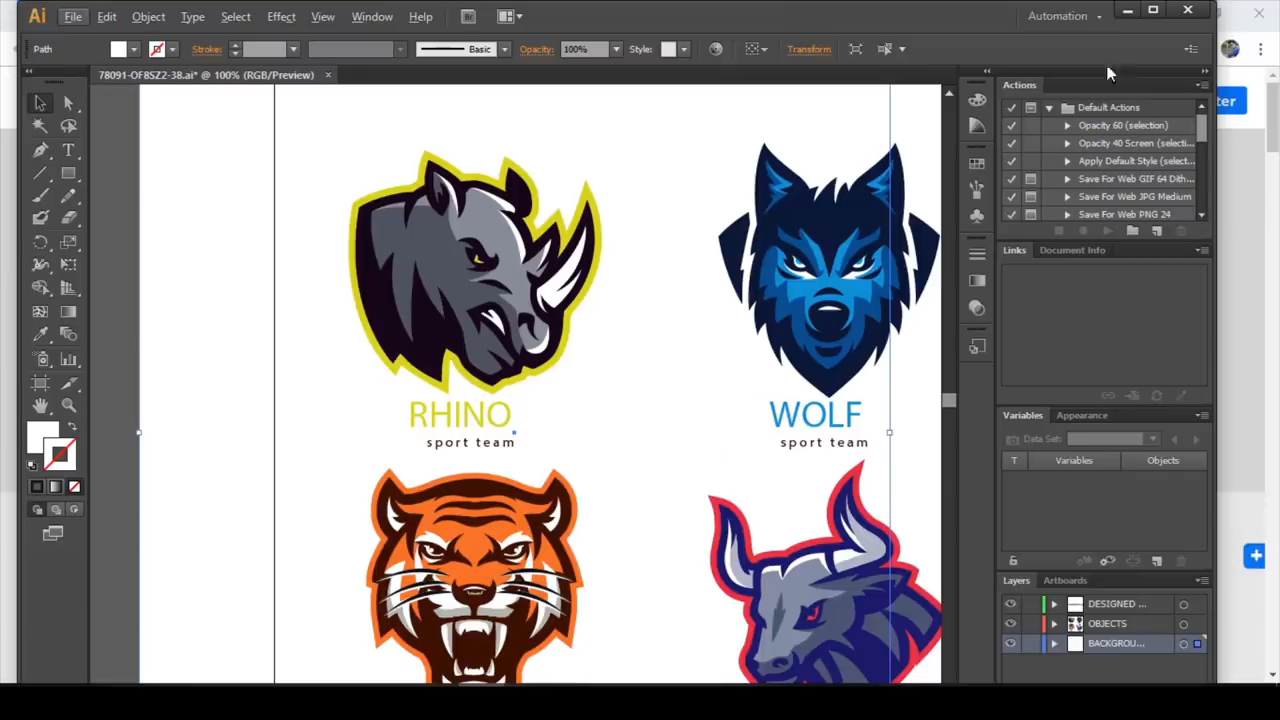 Ai File Edit Object Type Select Effect View Window Help Br Automation
Path Stroke: Basic Opacity: 100% Style: Transform
78091-OF8SZ2-38.ai* @ 100% (RGB/Preview) ×
Actions
Default Actions
Opacity 60 (selection)
Opacity 40 Screen (selecti...
Apply Default Style (select...
Save For Web GIF 64 Dith...
Save For Web JPG Medium
Save For Web PNG 24
Links Document Info
Variables Appearance
Data Set:
T Variables Objects
Layers Artboards
DESIGNED ...
OBJECTS
BACKGROU...
RHINO
sport team
WOLF
sport team
ter